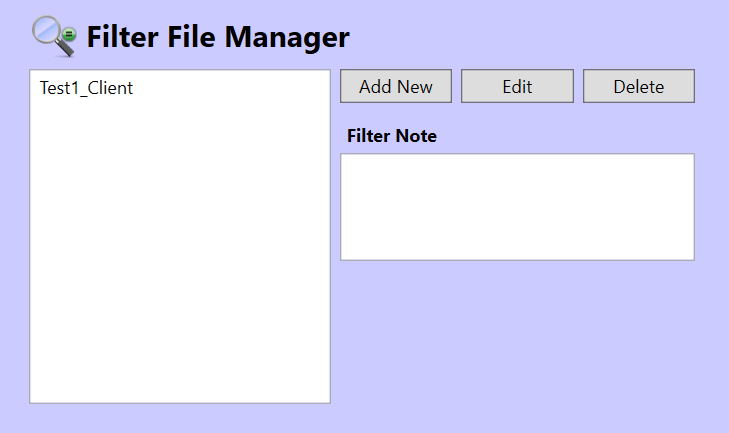 Filter File Manager
Test1_Client
Add New
Edit
Delete
Filter Note